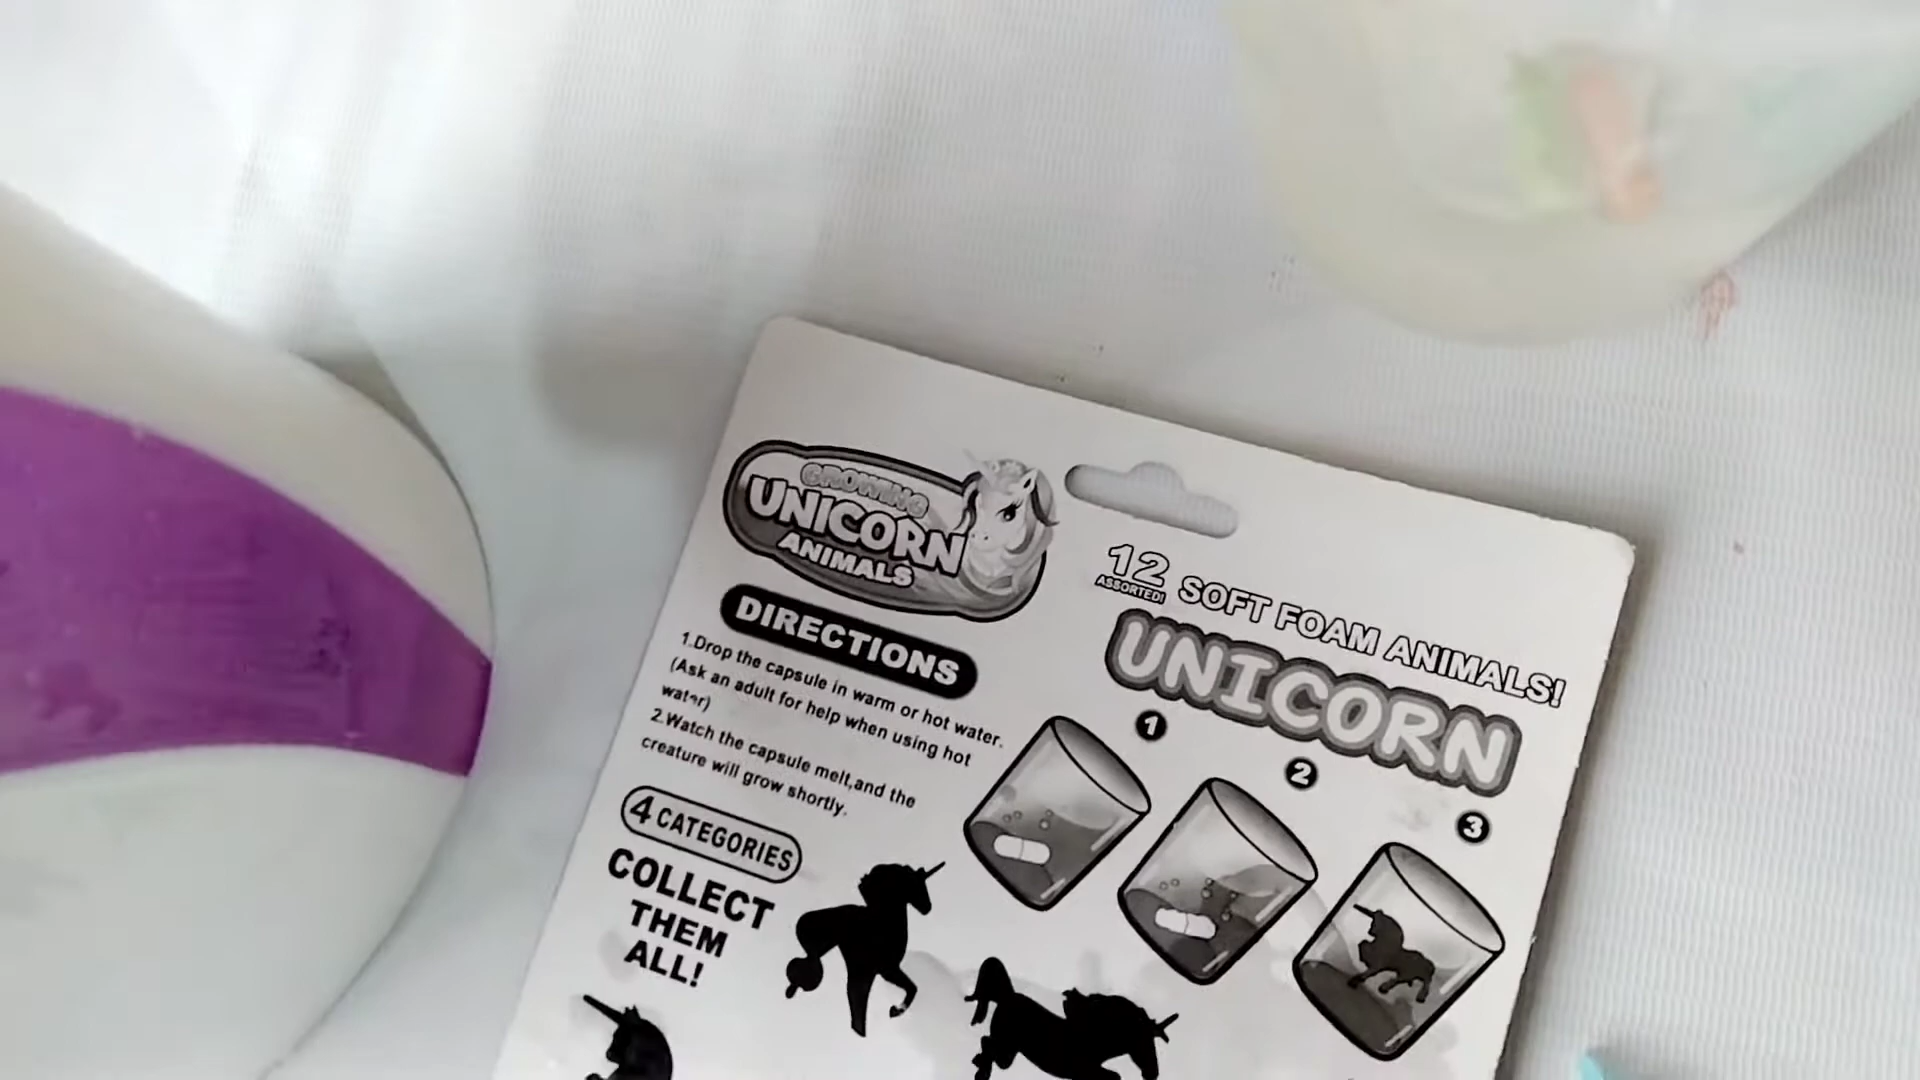 GROWING
UNICORN
ANIMALS
DIRECTIONS
1.Drop the capsule in warm or hot water.
(Ask an adult for help when using hot
water)
2.Watch the capsule melt,and the
creature will grow shortly.
4 CATEGORIES
COLLECT
THEM
ALL!
12 SOFT FOAM ANIMALS!
ASSORTED!
UNICORN
1
2
3